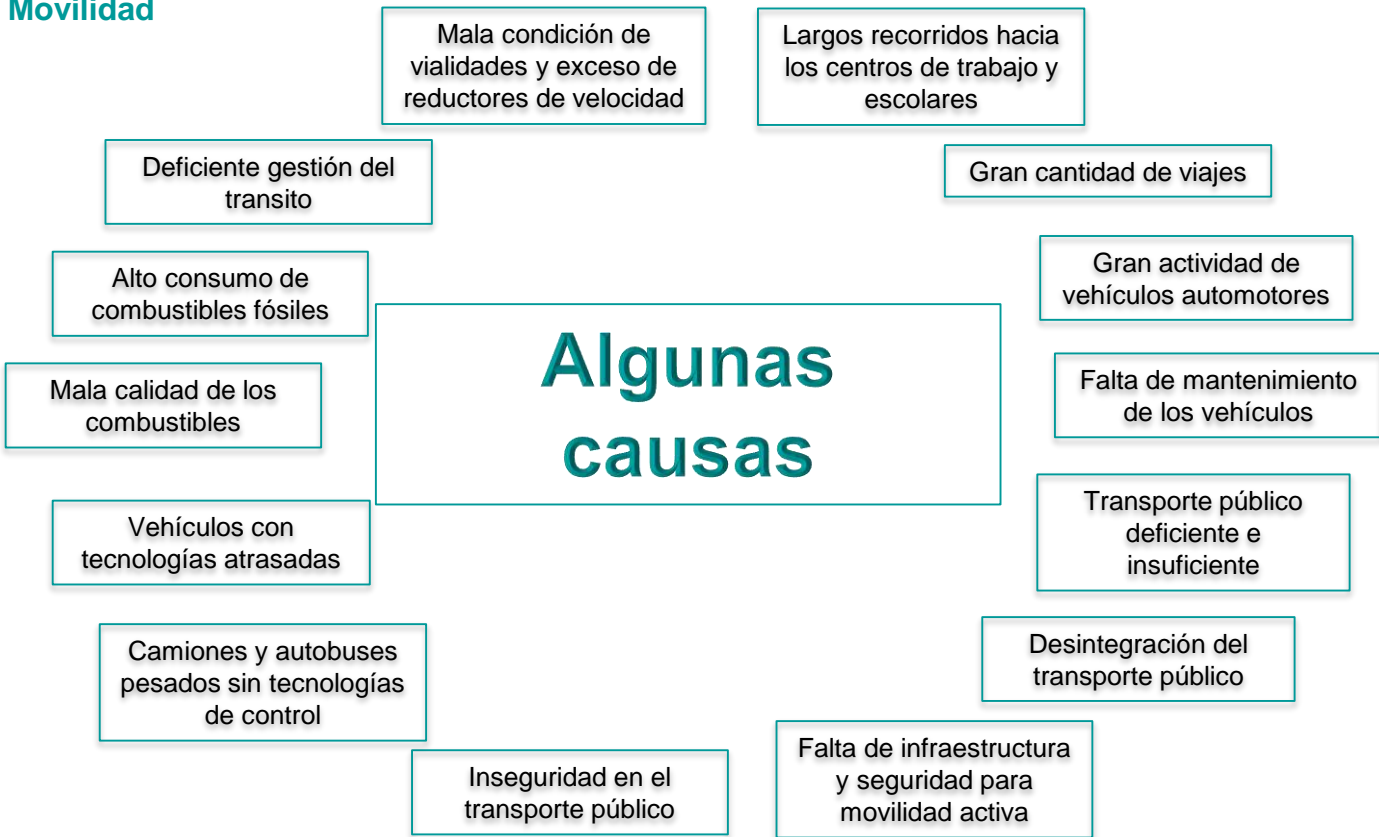 Movilidad
Mala condición de
vialidades y exceso de
reductores de velocidad
Largos recorridos hacia
los centros de trabajo y
escolares
Deficiente gestión del
transito
Gran cantidad de viajes
Alto consumo de
combustibles fósiles
Gran actividad de
vehículos automotores
Algunas
causas
Mala calidad de los
combustibles
Falta de mantenimiento
de los vehículos
Vehículos con
tecnologías atrasadas
Transporte público
deficiente e
insuficiente
Camiones y autobuses
pesados sin tecnologías
de control
Desintegración del
transporte público
Inseguridad en el
transporte público
Falta de infraestructura
y seguridad para
movilidad activa